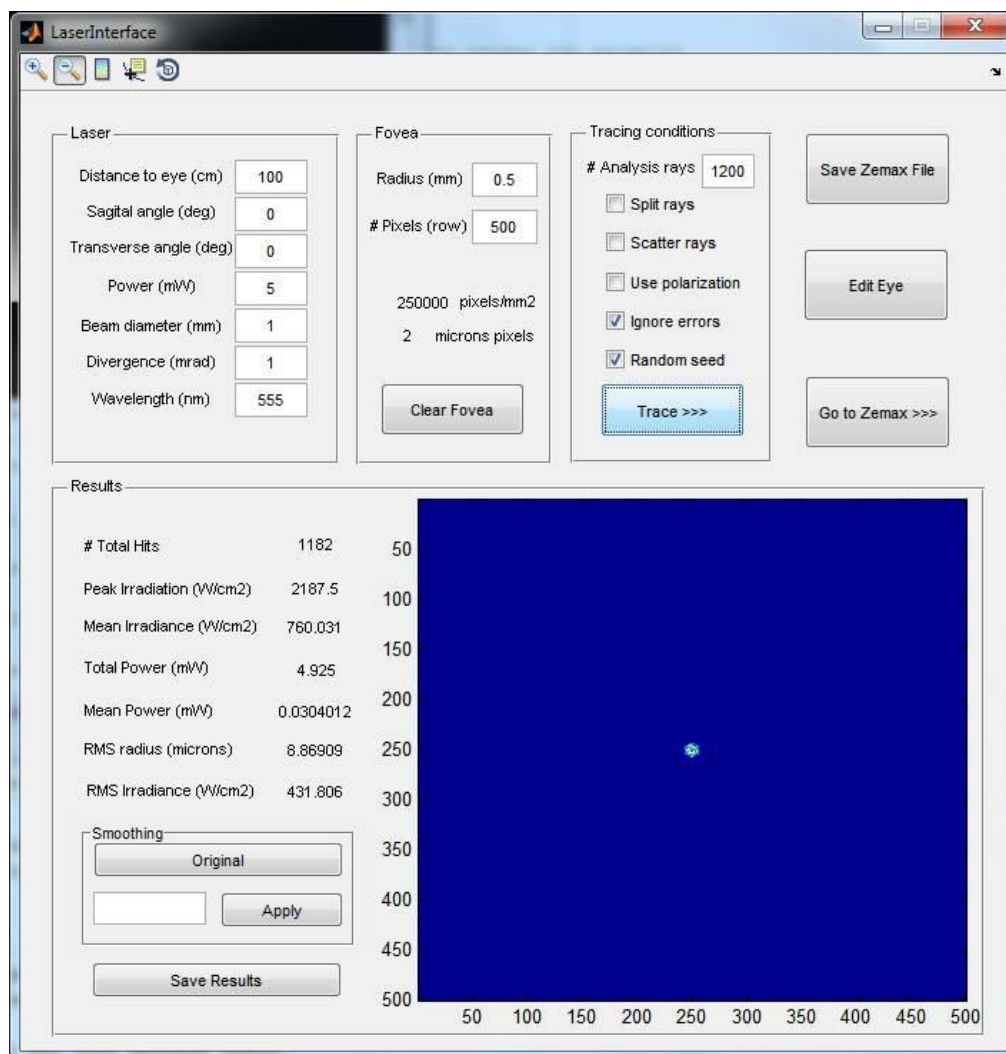 LaserInterface
Laser
Distance to eye (cm) 100
Sagital angle (deg) 0
Transverse angle (deg) 0
Power (mW) 5
Beam diameter (mm) 1
Divergence (mrad) 1
Wavelength (nm) 555
Fovea
Radius (mm) 0.5
# Pixels (row) 500
250000 pixels/mm2
2 microns pixels
Clear Fovea
Tracing conditions
# Analysis rays 1200
Split rays
Scatter rays
Use polarization
Ignore errors
Random seed
Trace >>>
Save Zemax File
Edit Eye
Go to Zemax >>>
Results
# Total Hits 1182
Peak Irradiation (W/cm2) 2187.5
Mean Irradiance (W/cm2) 760.031
Total Power (mW) 4.925
Mean Power (mW) 0.0304012
RMS radius (microns) 8.86909
RMS Irradiance (W/cm2) 431.806
Smoothing
Original
Apply
Save Results
50
100
150
200
250
300
350
400
450
500
50 100 150 200 250 300 350 400 450 500